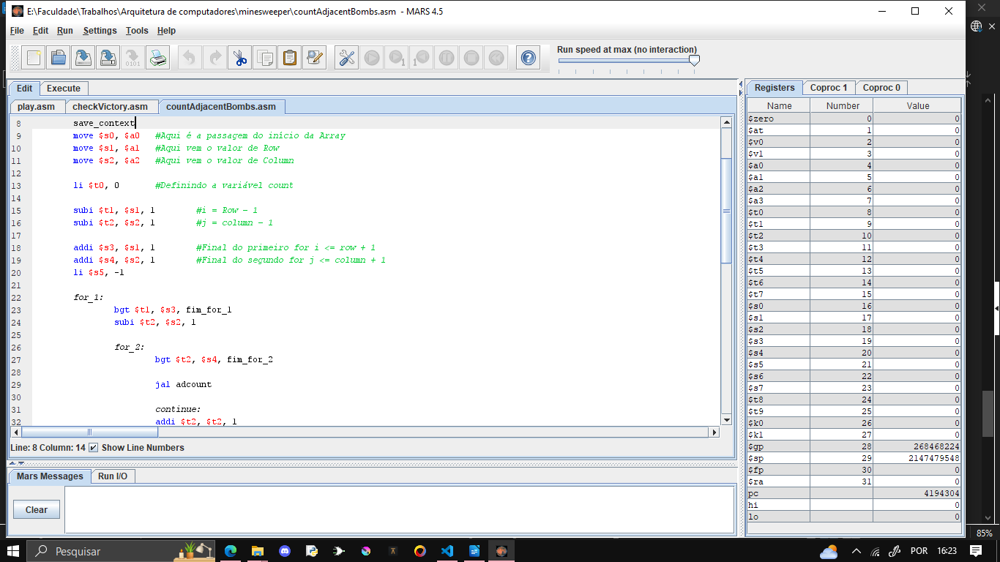 E:\Faculdade\Trabalhos\Arquitetura de computadores\minesweeper\countAdjacentBombs.asm - MARS 4.5
File Edit Run Settings Tools Help
Run speed at max (no interaction)
Edit Execute
play.asm checkVictory.asm countAdjacentBombs.asm
8 save_context
9 move $s0, $a0 #Aqui é a passagem do início da Array
10 move $s1, $a1 #Aqui vem o valor de Row
11 move $s2, $a2 #Aqui vem o valor de Column
12
13 li $t0, 0 #Definindo a variável count
14
15 subi $t1, $s1, 1 #i = Row - 1
16 subi $t2, $s2, 1 #j = column - 1
17
18 addi $s3, $s1, 1 #Final do primeiro for i <= row + 1
19 addi $s4, $s2, 1 #Final do segundo for j <= column + 1
20 li $s5, -1
21
22 for_1:
23 bgt $t1, $s3, fim_for_1
24 subi $t2, $s2, 1
25
26 for_2:
27 bgt $t2, $s4, fim_for_2
28
29 jal adcount
30
31 continue:
32 addi $t2, $t2, 1
Line: 8 Column: 14 Show Line Numbers
Mars Messages Run I/O
Clear
Registers Coproc 1 Coproc 0
Name Number Value
$zero 0 0
$at 1 0
$v0 2 0
$v1 3 0
$a0 4 0
$a1 5 0
$a2 6 0
$a3 7 0
$t0 8 0
$t1 9 0
$t2 10 0
$t3 11 0
$t4 12 0
$t5 13 0
$t6 14 0
$t7 15 0
$s0 16 0
$s1 17 0
$s2 18 0
$s3 19 0
$s4 20 0
$s5 21 0
$s6 22 0
$s7 23 0
$t8 24 0
$t9 25 0
$k0 26 0
$k1 27 0
$gp 28 268468224
$sp 29 2147479548
$fp 30 0
$ra 31 0
pc 4194304
hi 0
lo 0
85%
Pesquisar
POR 16:23